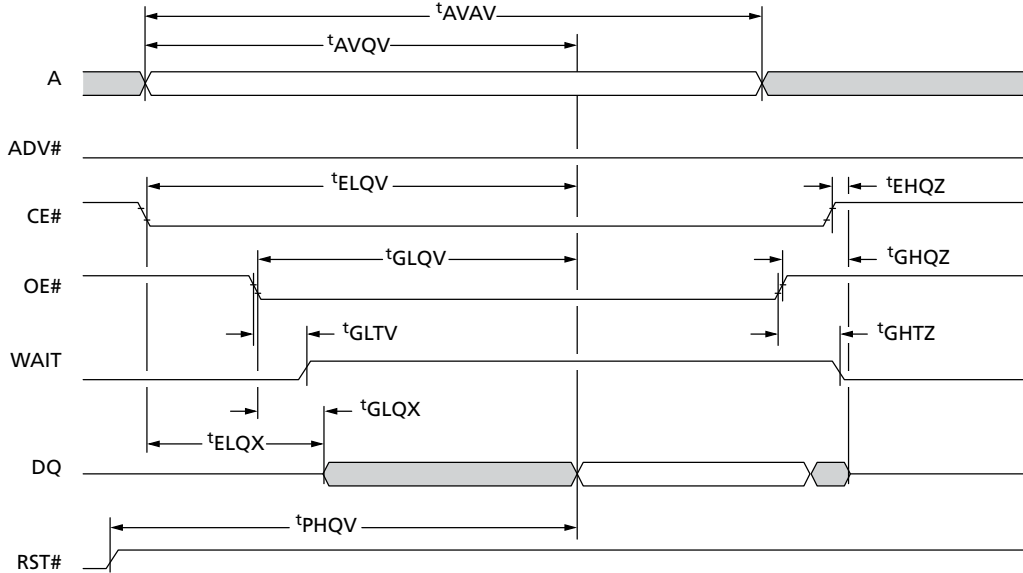 tAVAV
tAVQV
A
ADV#
tELQV
tEHQZ
CE#
tGLQV
tGHQZ
OE#
tGLTV
tGHTZ
WAIT
tGLQX
tELQX
DQ
tPHQV
RST#